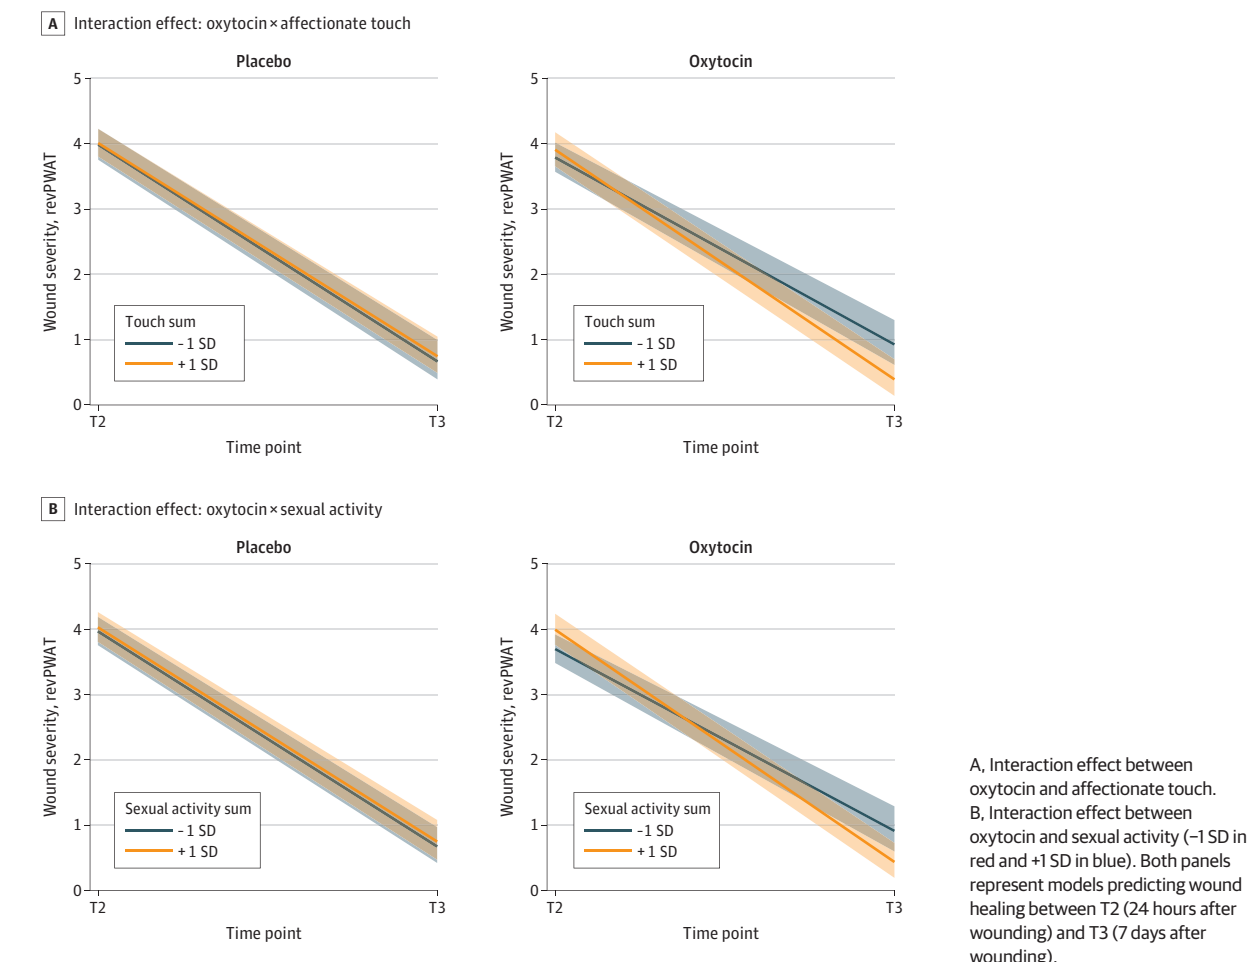 A Interaction effect: oxytocin × affectionate touch
Placebo
5
4
3
2
1
0
Wound severity, revPWAT
Touch sum
–1 SD
+1 SD
T2
T3
Time point
Oxytocin
5
4
3
2
1
0
Wound severity, revPWAT
Touch sum
–1 SD
+1 SD
T2
T3
Time point
B Interaction effect: oxytocin × sexual activity
Placebo
5
4
3
2
1
0
Wound severity, revPWAT
Sexual activity sum
–1 SD
+1 SD
T2
T3
Time point
Oxytocin
5
4
3
2
1
0
Wound severity, revPWAT
Sexual activity sum
–1 SD
+1 SD
T2
T3
Time point
A, Interaction effect between
oxytocin and affectionate touch.
B, Interaction effect between
oxytocin and sexual activity (–1 SD in
red and +1 SD in blue). Both panels
represent models predicting wound
healing between T2 (24 hours after
wounding) and T3 (7 days after
wounding).